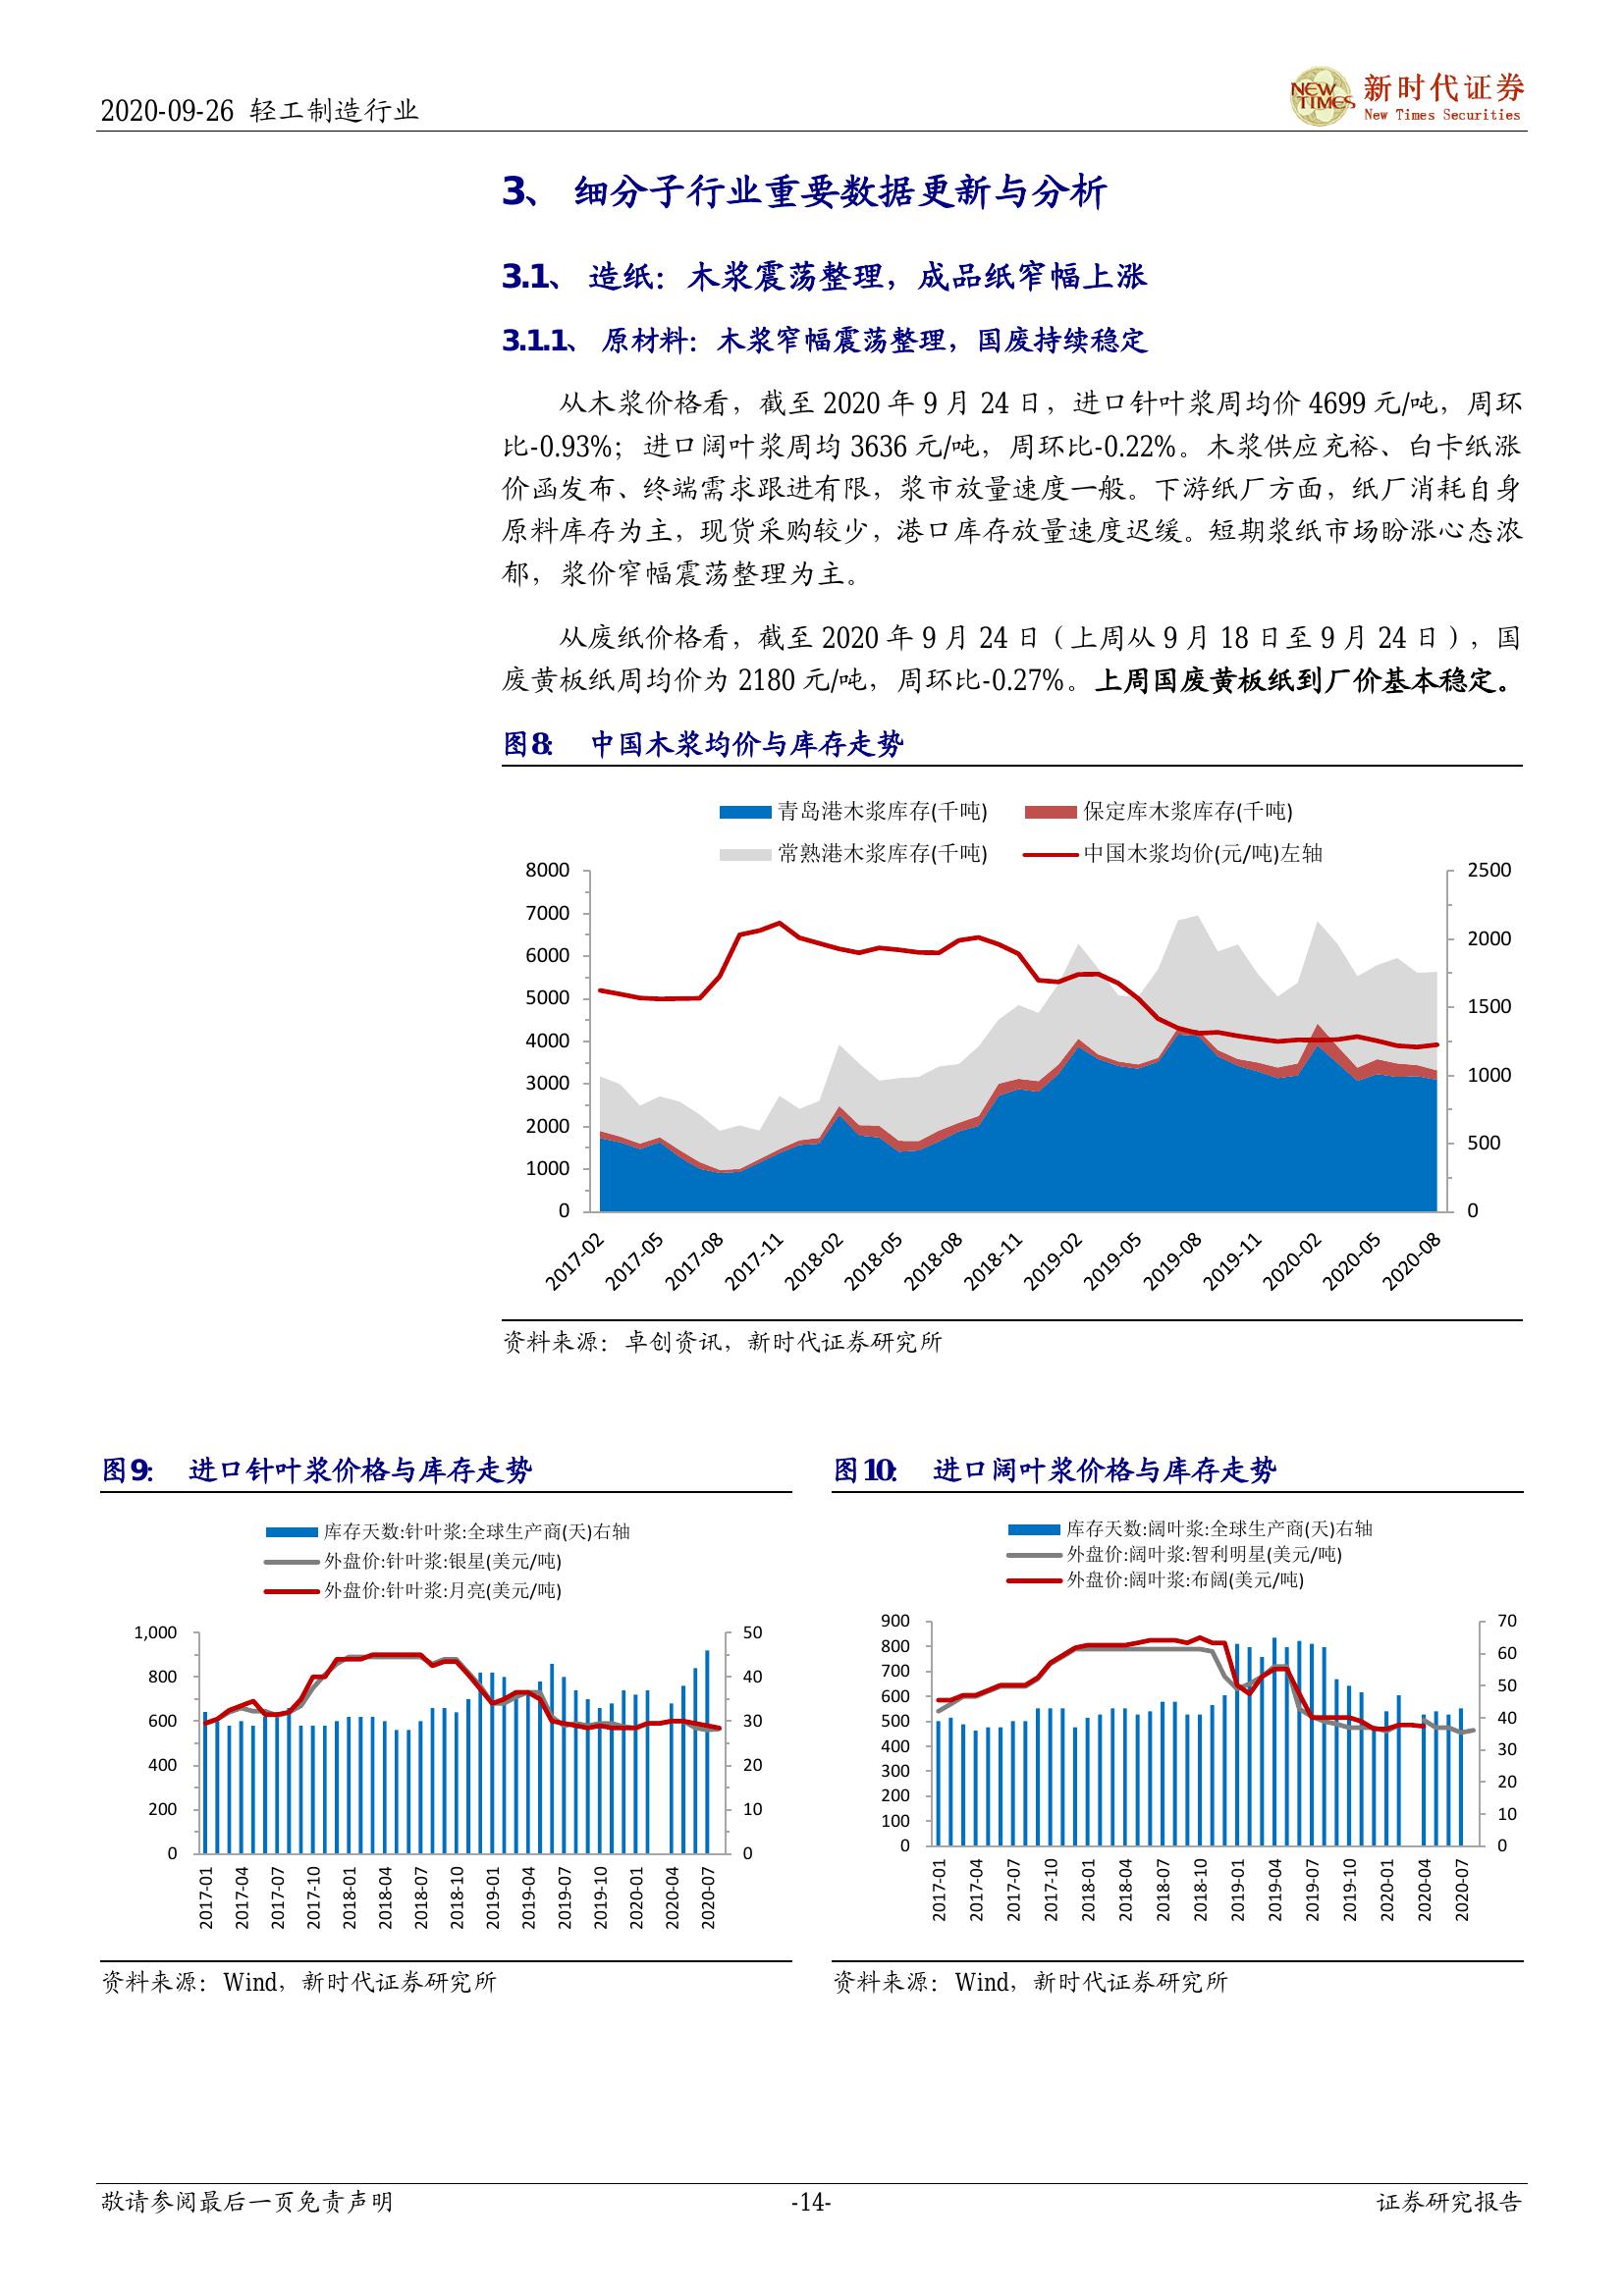 2020-09-26 轻工制造行业
NEW TIMES
新时代证券
New Times Securities
3、 细分子行业重要数据更新与分析
3.1、 造纸：木浆震荡整理，成品纸窄幅上涨
3.1.1、 原材料：木浆窄幅震荡整理，国废持续稳定
从木浆价格看，截至 2020 年 9 月 24 日，进口针叶浆周均价 4699 元/吨，周环
比-0.93%；进口阔叶浆周均 3636 元/吨，周环比-0.22%。木浆供应充裕、白卡纸涨
价函发布、终端需求跟进有限，浆市放量速度一般。下游纸厂方面，纸厂消耗自身
原料库存为主，现货采购较少，港口库存放量速度迟缓。短期浆纸市场盼涨心态浓
郁，浆价窄幅震荡整理为主。
从废纸价格看，截至 2020 年 9 月 24 日（上周从 9 月 18 日至 9 月 24 日），国
废黄板纸周均价为 2180 元/吨，周环比-0.27%。上周国废黄板纸到厂价基本稳定。
图8： 中国木浆均价与库存走势
青岛港木浆库存(千吨) 保定库木浆库存(千吨)
常熟港木浆库存(千吨) 中国木浆均价(元/吨)左轴
8000 2500
7000
2000
6000
5000 1500
4000
1000
3000
2000
500
1000
0 0
2017-02 2017-05 2017-08 2017-11 2018-02 2018-05 2018-08 2018-11 2019-02 2019-05 2019-08 2019-11 2020-02 2020-05 2020-08
资料来源：卓创资讯，新时代证券研究所
图9： 进口针叶浆价格与库存走势
库存天数:针叶浆:全球生产商(天)右轴
外盘价:针叶浆:银星(美元/吨)
外盘价:针叶浆:月亮(美元/吨)
1,000 50
800 40
600 30
400 20
200 10
0 0
2017-01 2017-04 2017-07 2017-10 2018-01 2018-04 2018-07 2018-10 2019-01 2019-04 2019-07 2019-10 2020-01 2020-04 2020-07
资料来源：Wind，新时代证券研究所
图10： 进口阔叶浆价格与库存走势
库存天数:阔叶浆:全球生产商(天)右轴
外盘价:阔叶浆:智利明星(美元/吨)
外盘价:阔叶浆:布阔(美元/吨)
900 70
800
60
700
50
600
500 40
400
30
300
20
200
10
100
0 0
2017-01 2017-04 2017-07 2017-10 2018-01 2018-04 2018-07 2018-10 2019-01 2019-04 2019-07 2019-10 2020-01 2020-04 2020-07
资料来源：Wind，新时代证券研究所
敬请参阅最后一页免责声明 -14- 证券研究报告